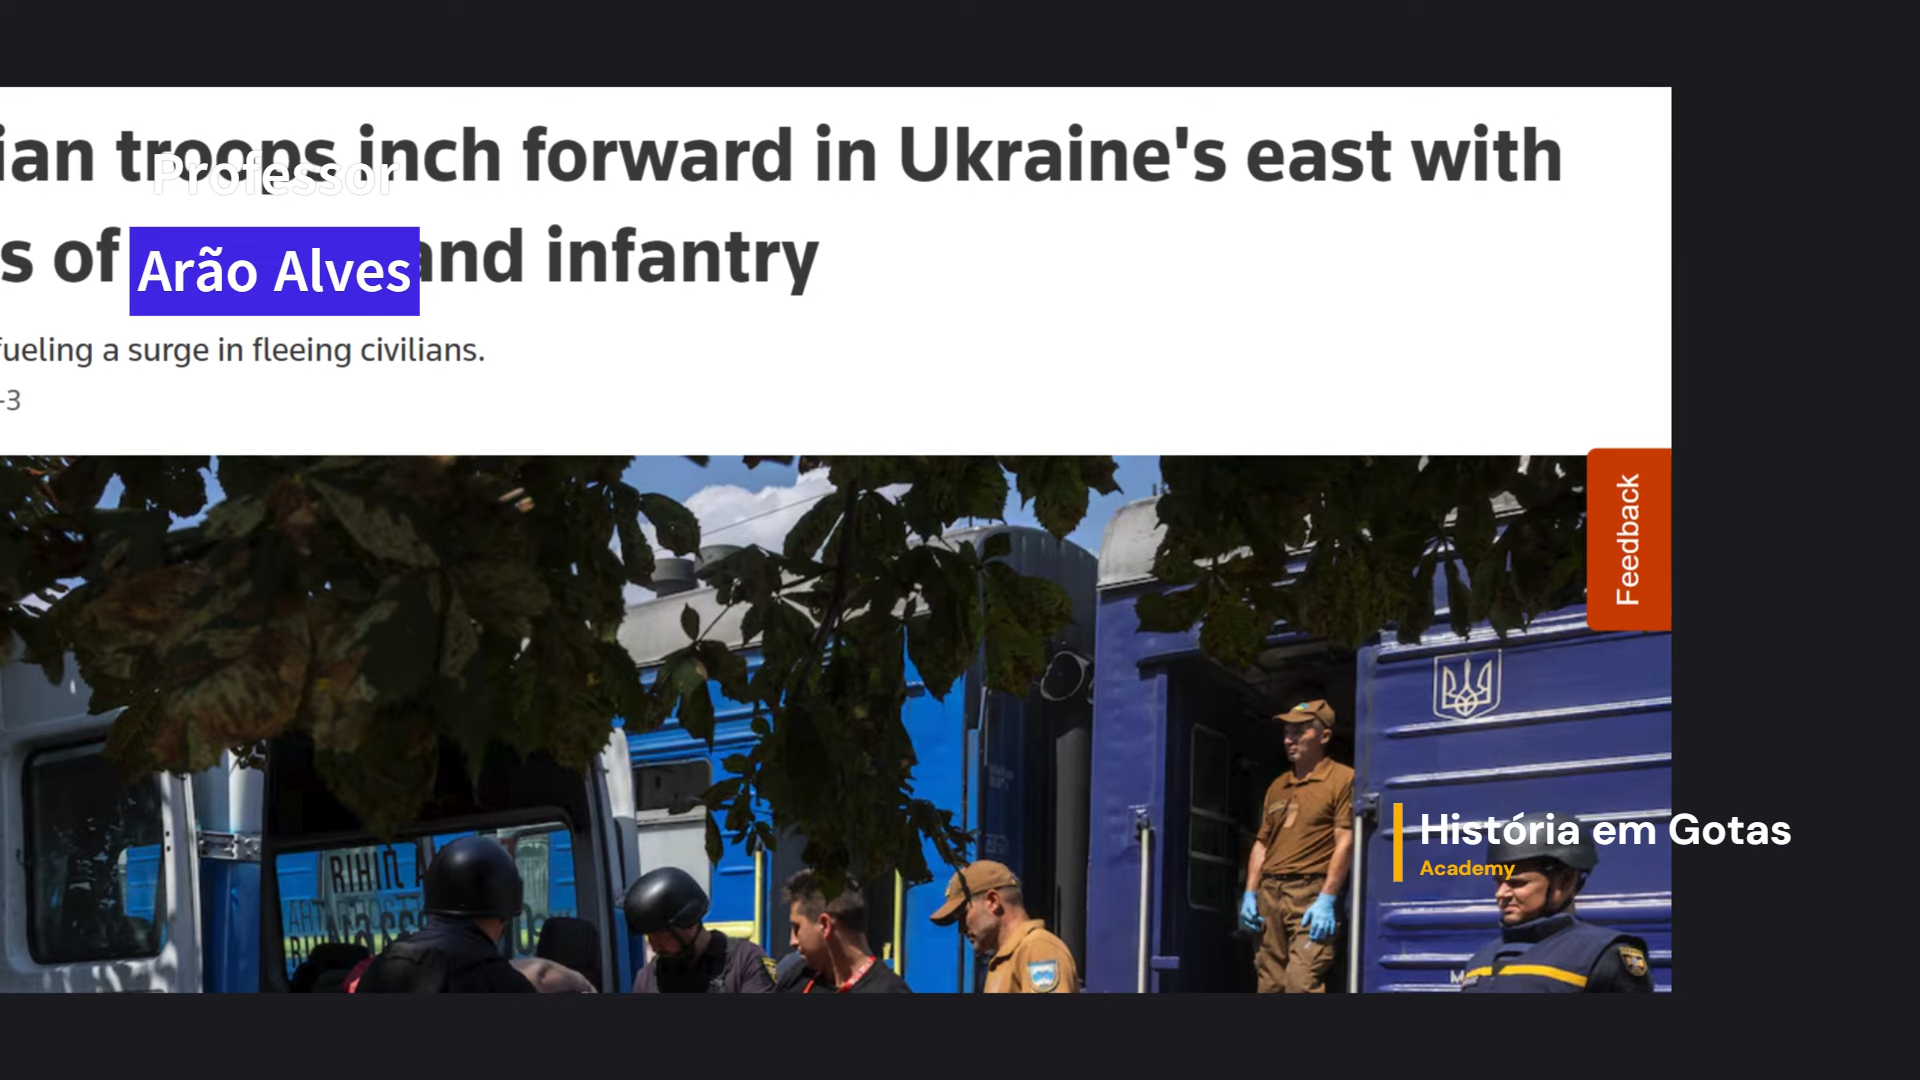 ian troops inch forward in Ukraine's east with
Professor
s of and infantry
Arão Alves
fueling a surge in fleeing civilians.
-3
Feedback
História em Gotas
Academy